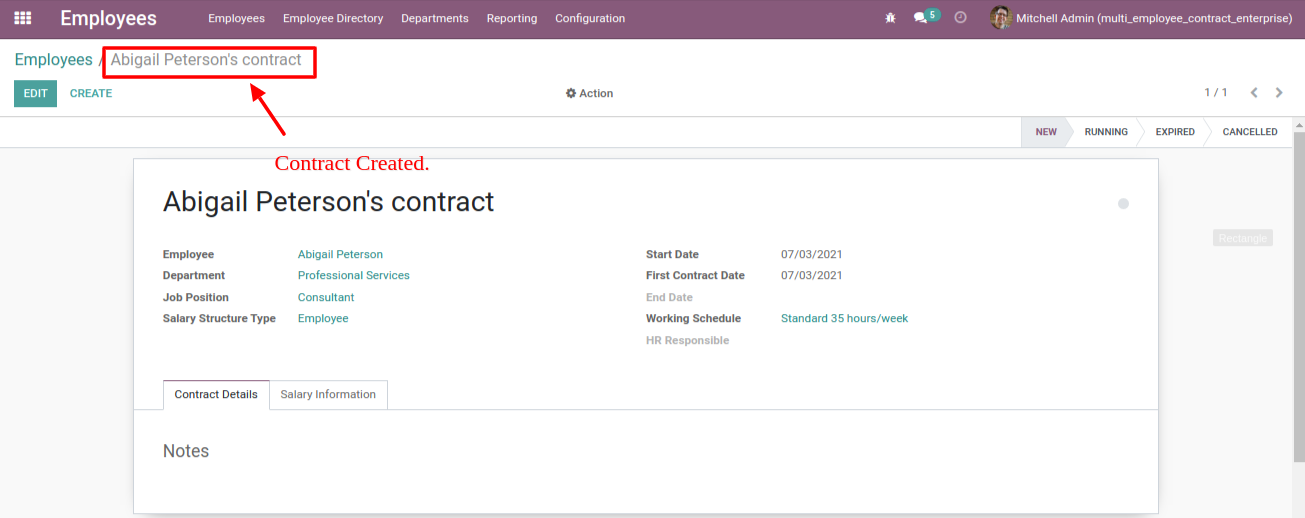 Employees Employees Employee Directory Departments Reporting Configuration 5 Mitchell Admin (multi_employee_contract_enterprise)
Employees / Abigail Peterson's contract
EDIT CREATE Action 1 / 1
NEW RUNNING EXPIRED CANCELLED
Contract Created.
Abigail Peterson's contract
Rectangle
Employee Abigail Peterson Start Date 07/03/2021
Department Professional Services First Contract Date 07/03/2021
Job Position Consultant End Date
Salary Structure Type Employee Working Schedule Standard 35 hours/week
HR Responsible
Contract Details Salary Information
Notes